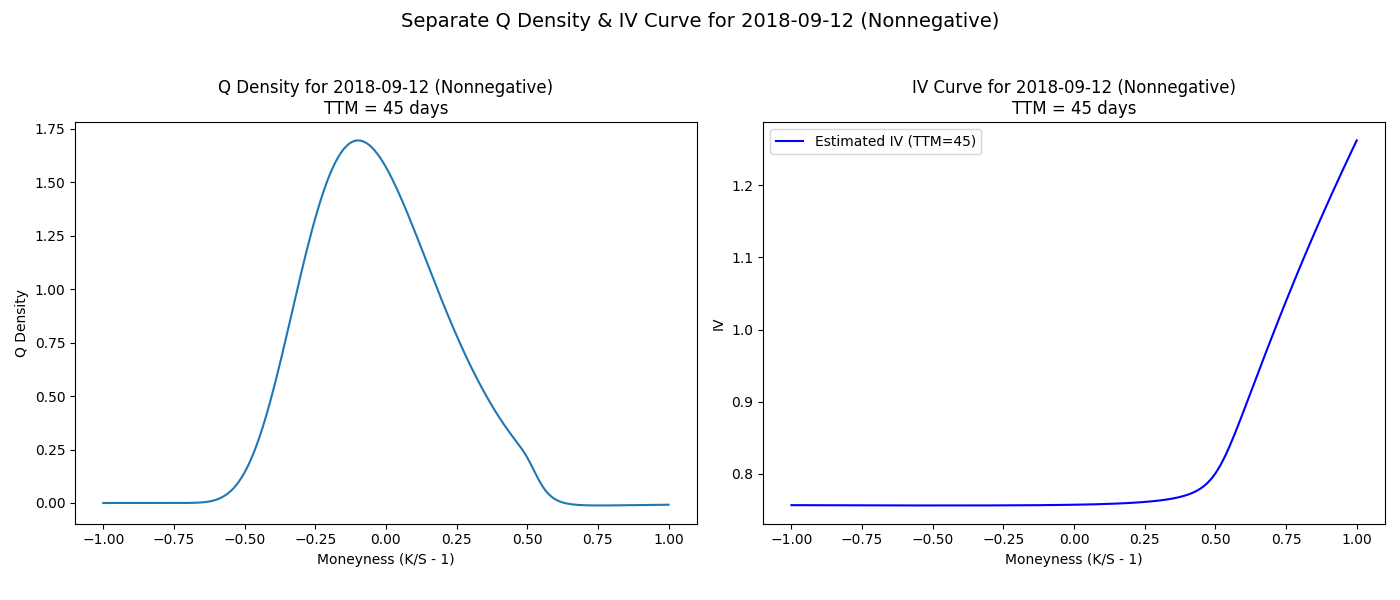 Separate Q Density & IV Curve for 2018-09-12 (Nonnegative)
Q Density for 2018-09-12 (Nonnegative)
TTM = 45 days
1.75
1.50
1.25
1.00
0.75
0.50
0.25
0.00
Q Density
−1.00 −0.75 −0.50 −0.25 0.00 0.25 0.50 0.75 1.00
Moneyness (K/S - 1)
IV Curve for 2018-09-12 (Nonnegative)
TTM = 45 days
Estimated IV (TTM=45)
1.2
1.1
1.0
0.9
0.8
IV
−1.00 −0.75 −0.50 −0.25 0.00 0.25 0.50 0.75 1.00
Moneyness (K/S - 1)